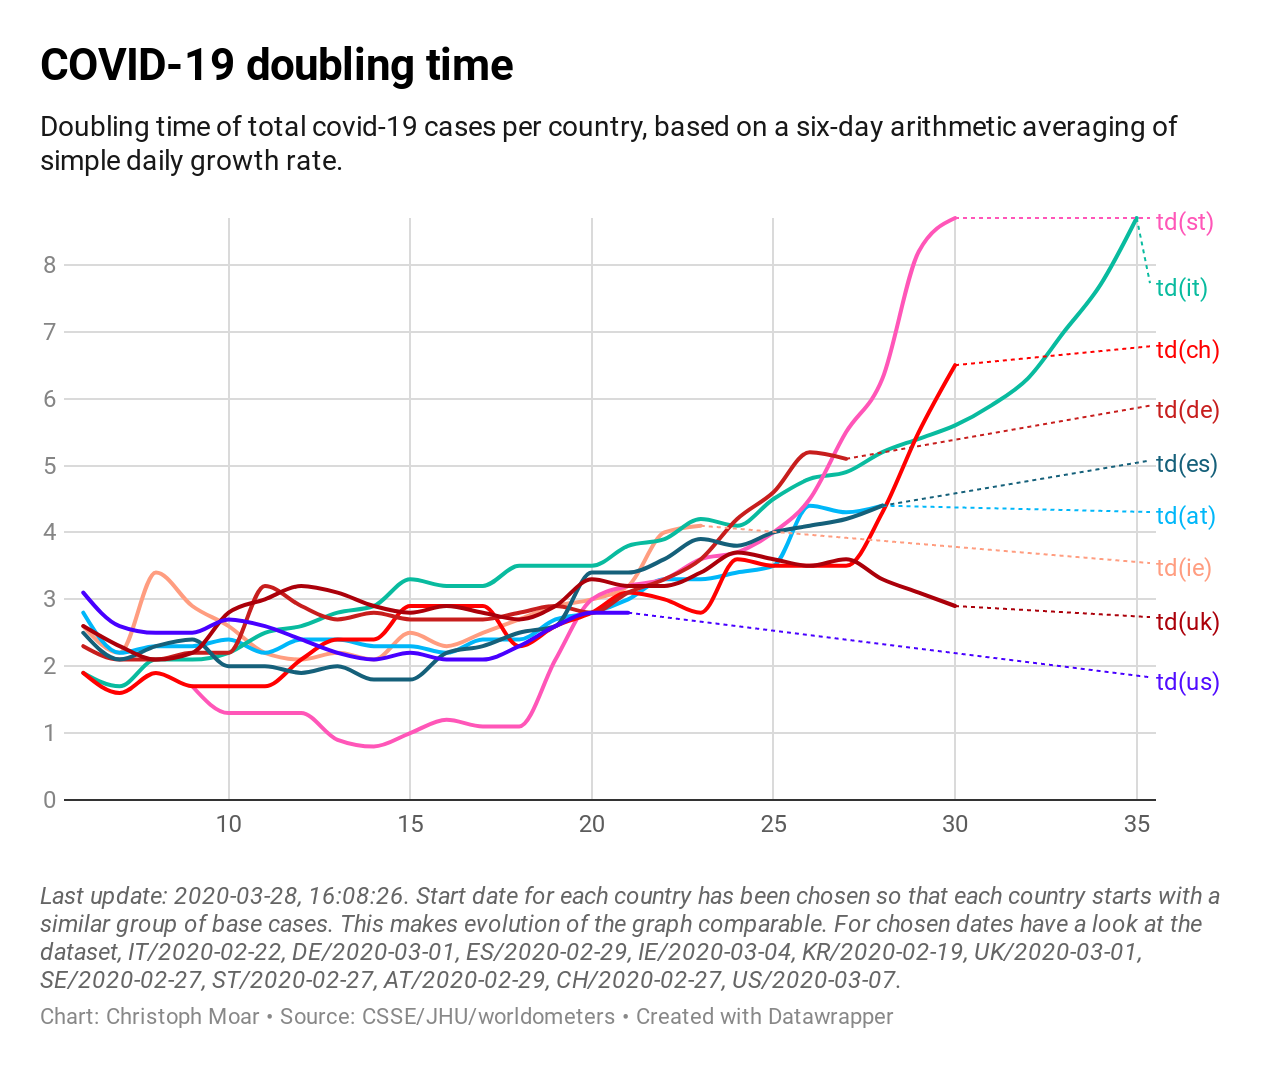 COVID-19 doubling time
Doubling time of total covid-19 cases per country, based on a six-day arithmetic averaging of
simple daily growth rate.
td(st)
8
td(it)
7
td(ch)
6
td(de)
5
td(es)
td(at)
4
td(ie)
3
td(uk)
2
td(us)
1
0
10 15 20 25 30 35
Last update: 2020-03-28, 16:08:26. Start date for each country has been chosen so that each country starts with a
similar group of base cases. This makes evolution of the graph comparable. For chosen dates have a look at the
dataset, IT/2020-02-22, DE/2020-03-01, ES/2020-02-29, IE/2020-03-04, KR/2020-02-19, UK/2020-03-01,
SE/2020-02-27, ST/2020-02-27, AT/2020-02-29, CH/2020-02-27, US/2020-03-07.
Chart: Christoph Moar • Source: CSSE/JHU/worldometers • Created with Datawrapper